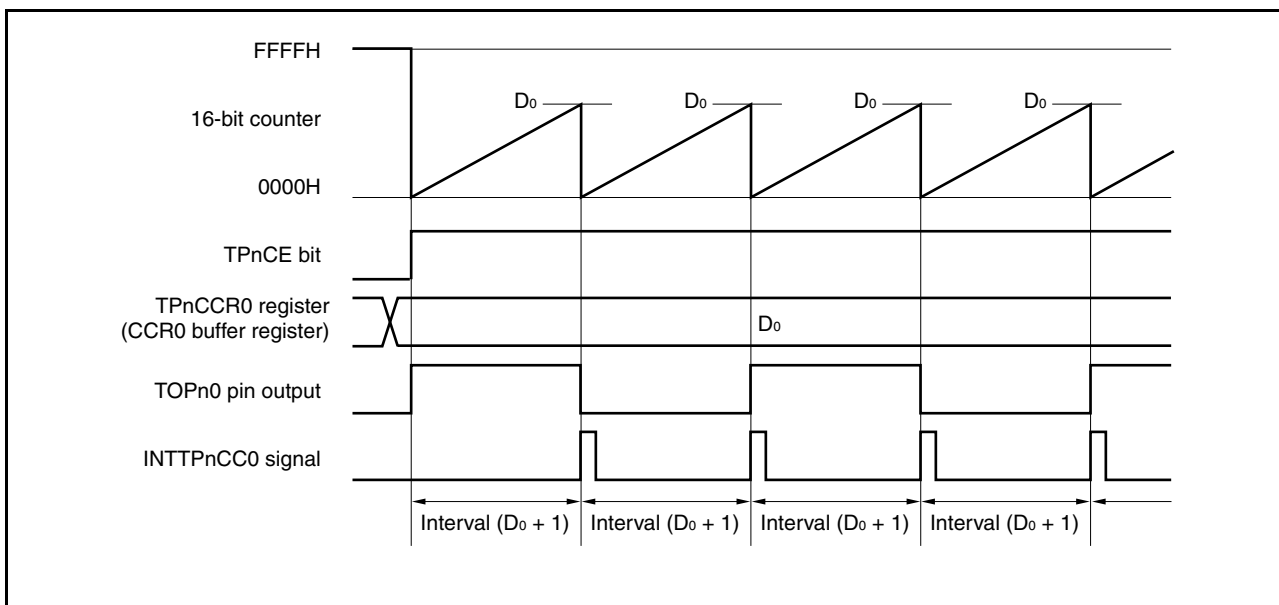 FFFFH
D0 D0 D0 D0
16-bit counter
0000H
TPnCE bit
TPnCCR0 register
(CCR0 buffer register)
D0
TOPn0 pin output
INTTPnCC0 signal
Interval (D0 + 1) Interval (D0 + 1) Interval (D0 + 1) Interval (D0 + 1)